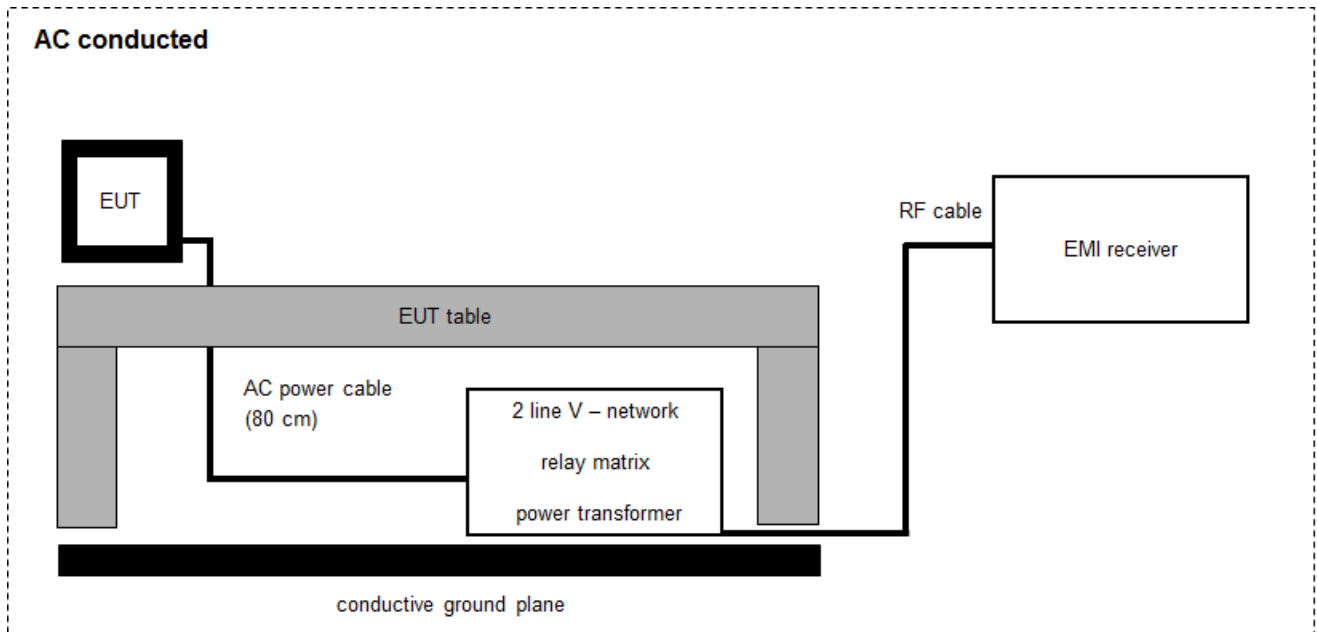 AC conducted
EUT
RF cable
EMI receiver
EUT table
AC power cable
(80 cm)
2 line V – network
relay matrix
power transformer
conductive ground plane